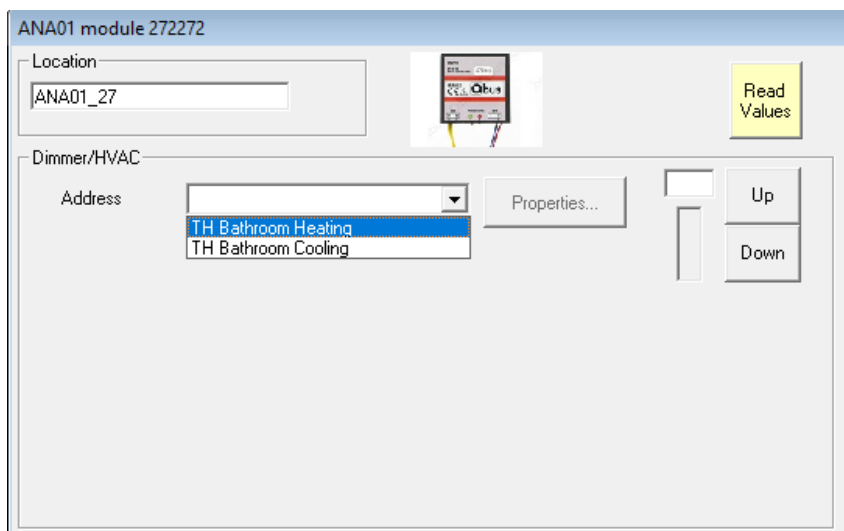 ANA01 module 272272
Location
ANA01_27
Qbus
Read
Values
Dimmer/HVAC
Address
Properties...
Up
TH Bathroom Heating
TH Bathroom Cooling
Down